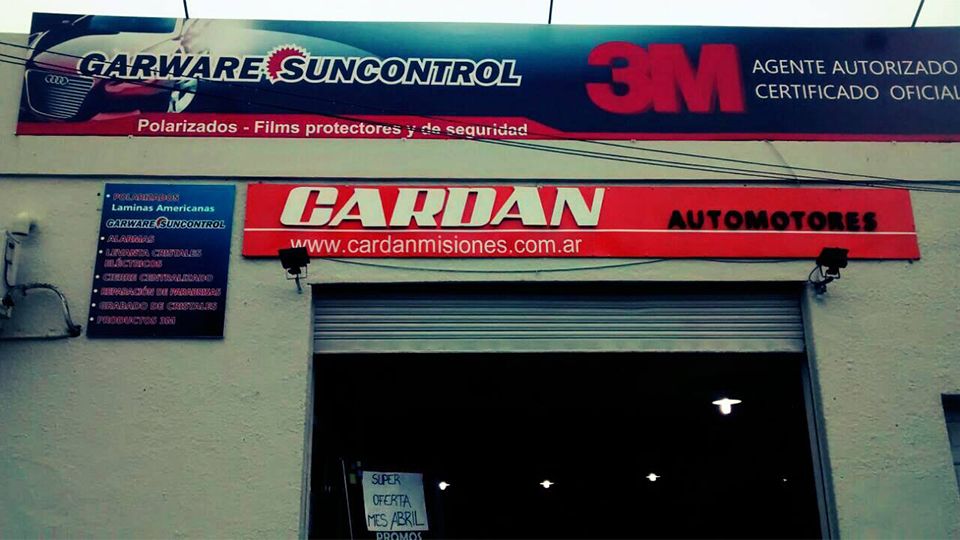 GARWARE SUNCONTROL
3M
AGENTE AUTORIZADO
CERTIFICADO OFICIAL
Polarizados - Films protectores y de seguridad
• POLARIZADOS
Laminas Americanas
GARWARE SUNCONTROL
• ALARMAS
• LEVANTA CRISTALES
ELÉCTRICOS
• CIERRE CENTRALIZADO
• REPARACIÓN DE PARABRISAS
• GRABADO DE CRISTALES
• PRODUCTOS 3M
CARDAN
AUTOMOTORES
www.cardanmisiones.com.ar
SUPER
OFERTA
MES ABRIL
PROMOS